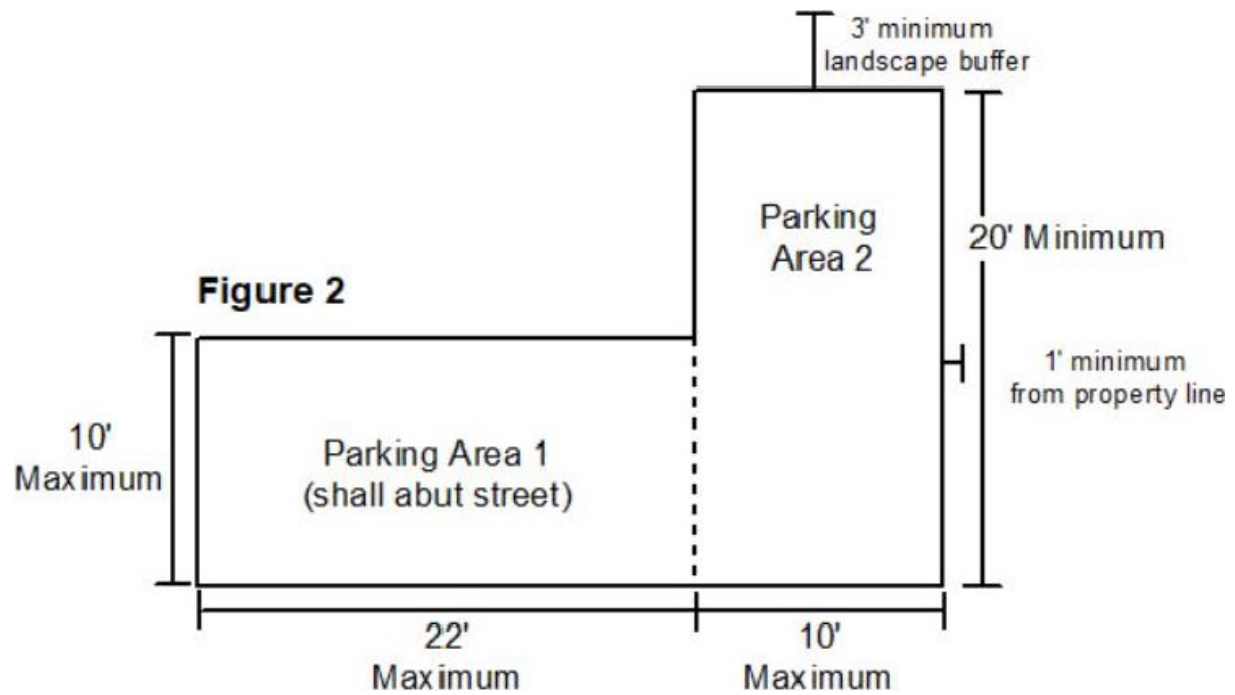 3' minimum
landscape buffer
Parking
Area 2
20' Minimum
Figure 2
1' minimum
from property line
10'
Maximum
Parking Area 1
(shall abut street)
22'
Maximum
10'
Maximum